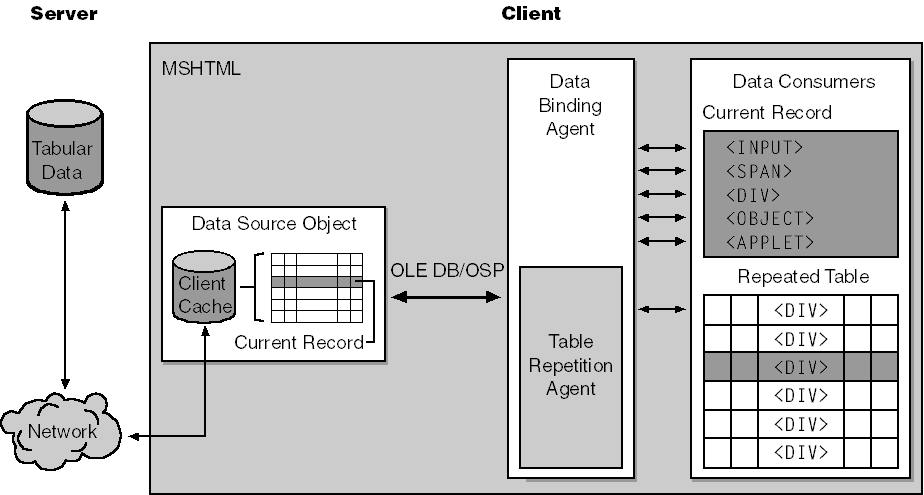 Server
Client
MSHTML
Tabular
Data
Network
Data Source Object
Client
Cache
Current Record
OLE DB/OSP
Data
Binding
Agent
Table
Repetition
Agent
Data Consumers
Current Record
<INPUT>
<SPAN>
<DIV>
<OBJECT>
<APPLET>
Repeated Table
<DIV>
<DIV>
<DIV>
<DIV>
<DIV>
<DIV>